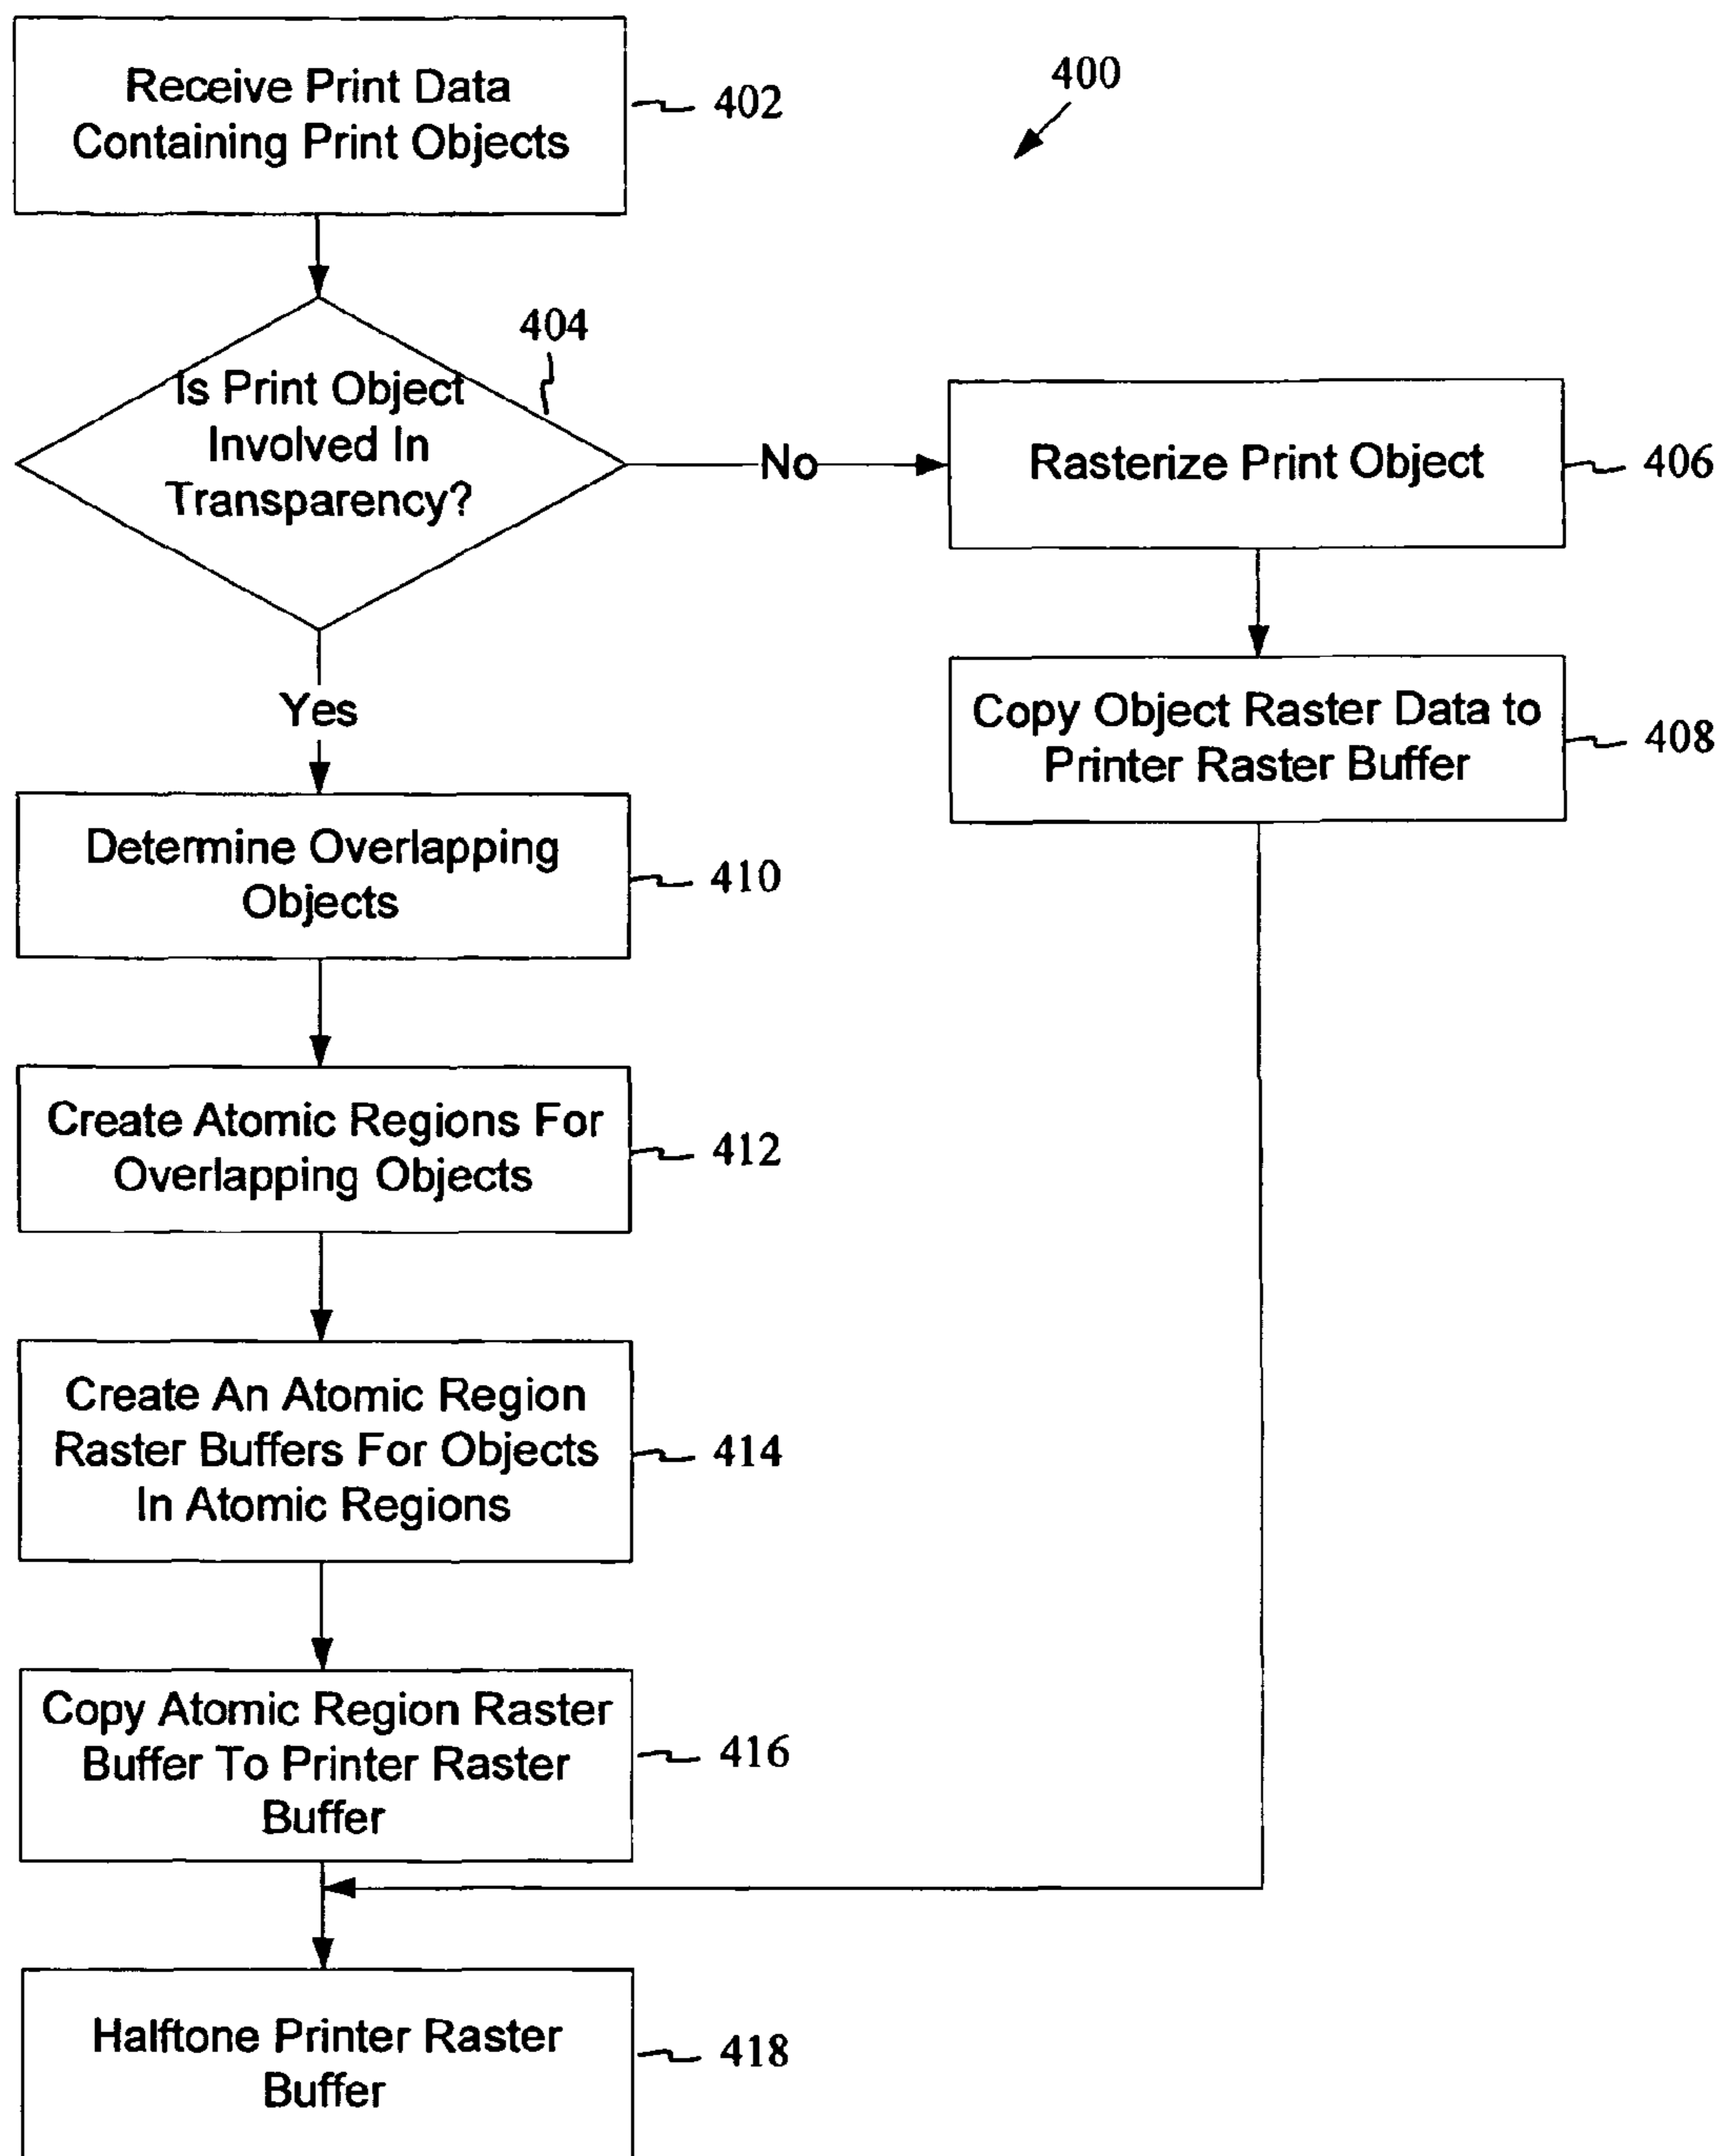 Receive Print Data
Containing Print Objects
402
400
404
Is Print Object
Involved In
Transparency?
No
Rasterize Print Object
406
Yes
Copy Object Raster Data to
Printer Raster Buffer
408
Determine Overlapping
Objects
410
Create Atomic Regions For
Overlapping Objects
412
Create An Atomic Region
Raster Buffers For Objects
In Atomic Regions
414
Copy Atomic Region Raster
Buffer To Printer Raster
Buffer
416
Halftone Printer Raster
Buffer
418